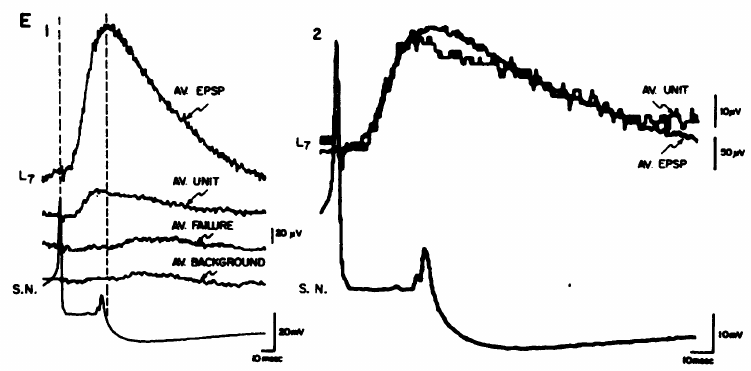 E
1
AV. EPSP
L7
AV. UNIT
AV. FAILURE
20 µV
AV. BACKGROUND
S.N.
20mV
10msec
2
AV. UNIT
10µV
L7
50µV
AV. EPSP
S.N.
10mV
10msec